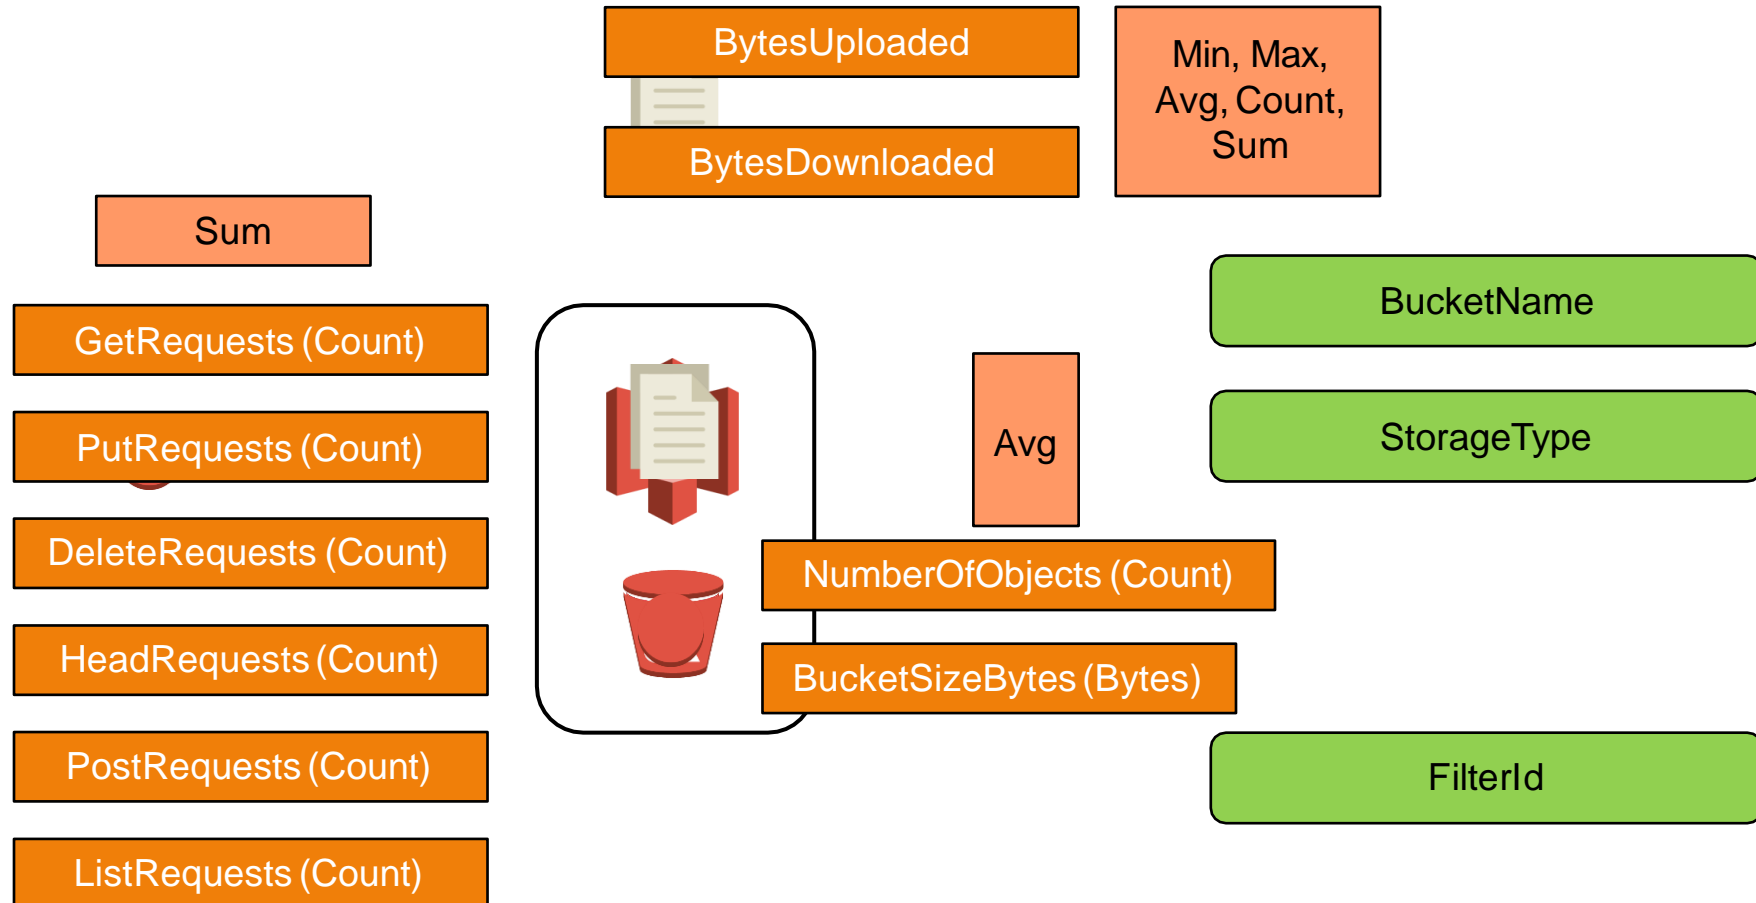 BytesUploaded
Min, Max,
Avg, Count,
Sum
BytesDownloaded
Sum
GetRequests (Count)
PutRequests (Count)
DeleteRequests (Count)
HeadRequests (Count)
PostRequests (Count)
ListRequests (Count)
Avg
NumberOfObjects (Count)
BucketSizeBytes (Bytes)
BucketName
StorageType
FilterId